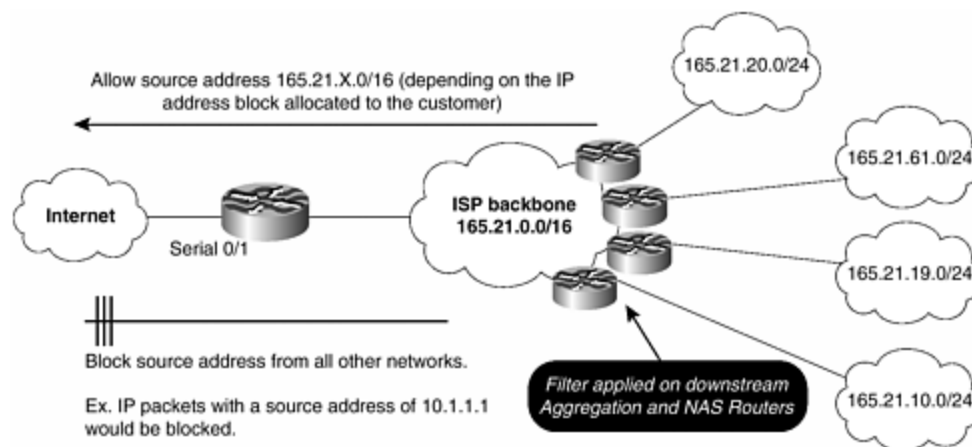 165.21.20.0/24
Allow source address 165.21.X.0/16 (depending on the IP
address block allocated to the customer)
165.21.61.0/24
Internet
ISP backbone
165.21.0.0/16
Serial 0/1
165.21.19.0/24
Block source address from all other networks.
Ex. IP packets with a source address of 10.1.1.1
would be blocked.
Filter applied on downstream
Aggregation and NAS Routers
165.21.10.0/24